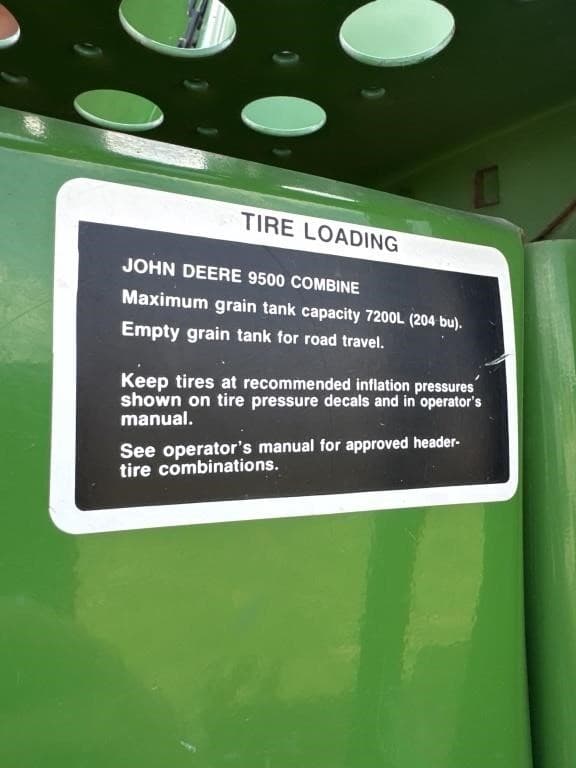 TIRE LOADING
JOHN DEERE 9500 COMBINE
Maximum grain tank capacity 7200L (204 bu).
Empty grain tank for road travel.
Keep tires at recommended inflation pressures
shown on tire pressure decals and in operator's
manual.
See operator's manual for approved header-
tire combinations.